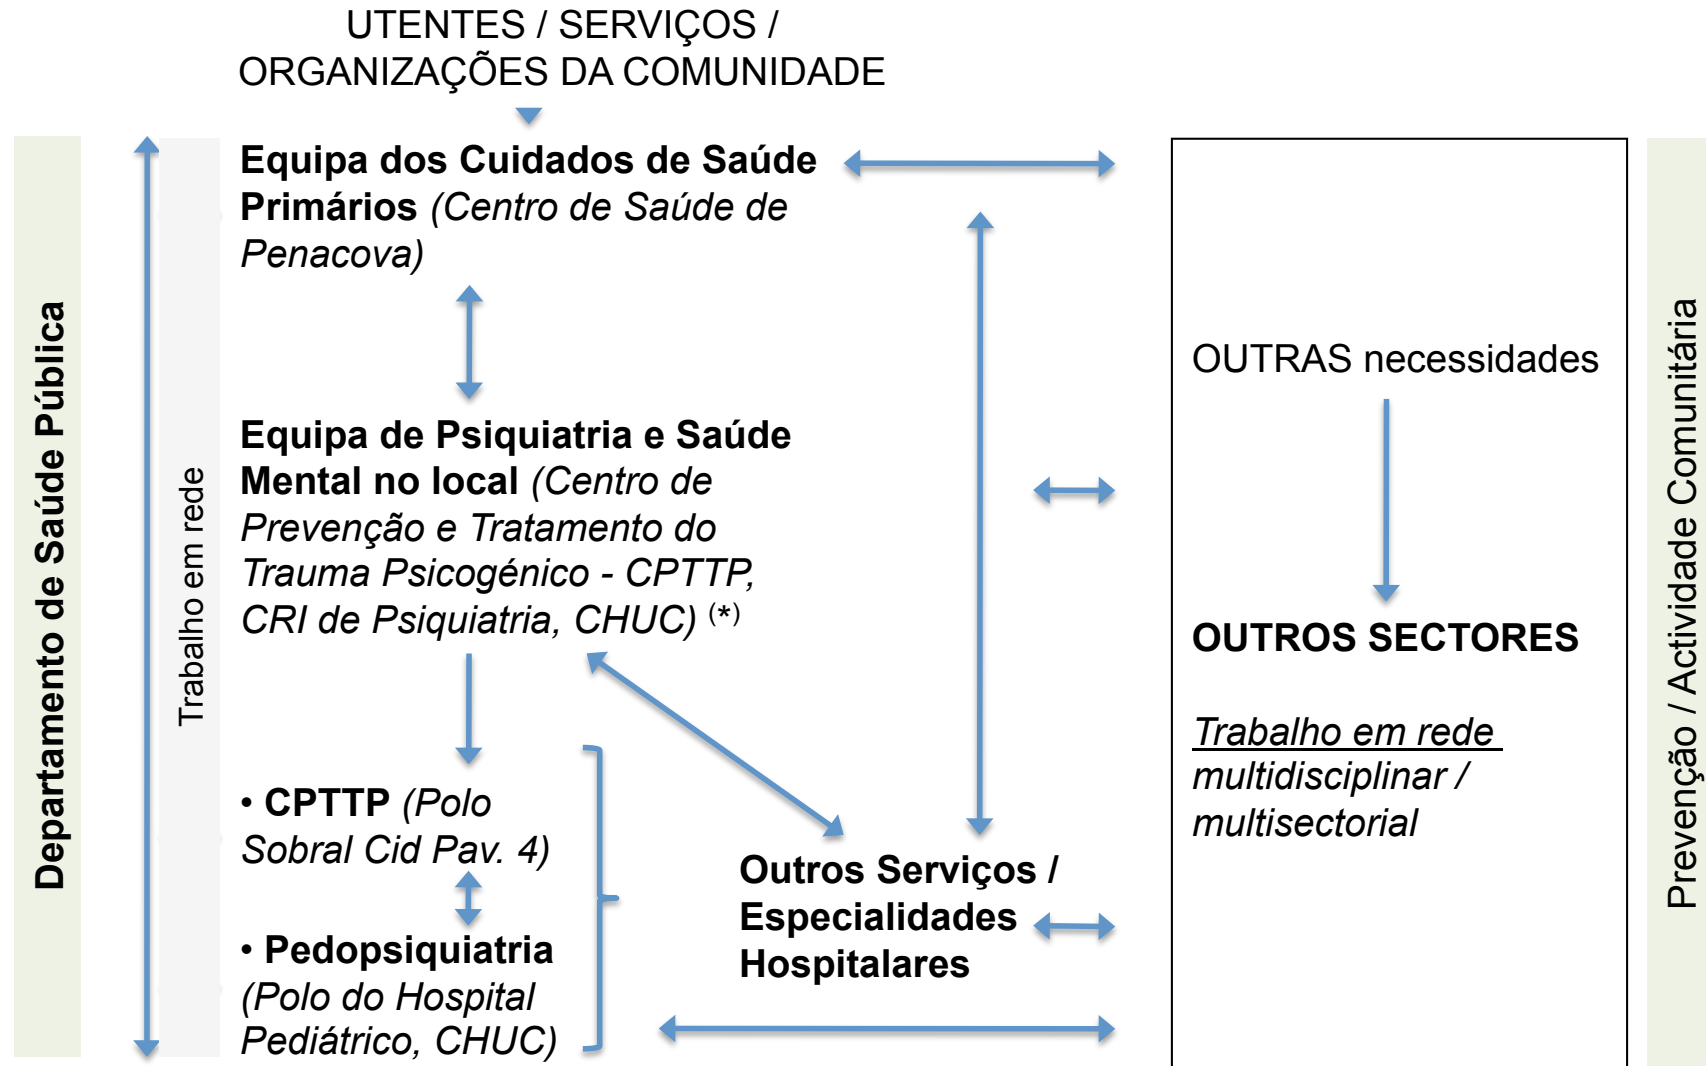 UTENTES / SERVIÇOS /
ORGANIZAÇÕES DA COMUNIDADE
Departamento de Saúde Pública
Trabalho em rede
Equipa dos Cuidados de Saúde
Primários (Centro de Saúde de
Penacova)
Equipa de Psiquiatria e Saúde
Mental no local (Centro de
Prevenção e Tratamento do
Trauma Psicogénico - CPTTP,
CRI de Psiquiatria, CHUC) (*)
• CPTTP (Polo
Sobral Cid Pav. 4)
• Pedopsiquiatria
(Polo do Hospital
Pediátrico, CHUC)
Outros Serviços /
Especialidades
Hospitalares
OUTRAS necessidades
OUTROS SECTORES
Trabalho em rede
multidisciplinar /
multisectorial
Prevenção / Actividade Comunitária